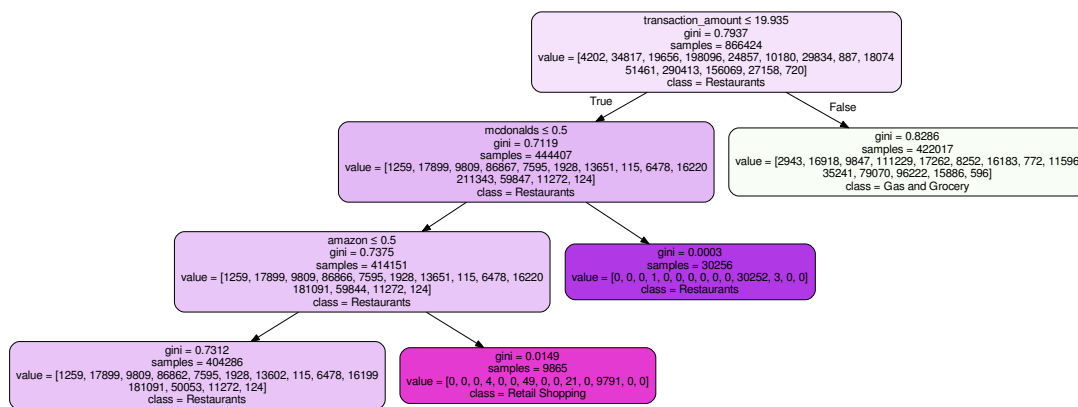 transaction_amount ≤ 19.935
gini = 0.7937
samples = 866424
value = [4202, 34817, 19656, 198096, 24857, 10180, 29834, 887, 18074
51461, 290413, 156069, 27158, 720]
class = Restaurants
True
False
mcdonalds ≤ 0.5
gini = 0.7119
samples = 444407
value = [1259, 17899, 9809, 86867, 7595, 1928, 13651, 115, 6478, 16220
211343, 59847, 11272, 124]
class = Restaurants
gini = 0.8286
samples = 422017
value = [2943, 16918, 9847, 111229, 17262, 8252, 16183, 772, 11596
35241, 79070, 96222, 15886, 596]
class = Gas and Grocery
amazon ≤ 0.5
gini = 0.7375
samples = 414151
value = [1259, 17899, 9809, 86866, 7595, 1928, 13651, 115, 6478, 16220
181091, 59844, 11272, 124]
class = Restaurants
gini = 0.0003
samples = 30256
value = [0, 0, 0, 1, 0, 0, 0, 0, 0, 0, 30252, 3, 0, 0]
class = Restaurants
gini = 0.7312
samples = 404286
value = [1259, 17899, 9809, 86862, 7595, 1928, 13602, 115, 6478, 16199
181091, 50053, 11272, 124]
class = Restaurants
gini = 0.0149
samples = 9865
value = [0, 0, 0, 4, 0, 0, 49, 0, 0, 21, 0, 9791, 0, 0]
class = Retail Shopping